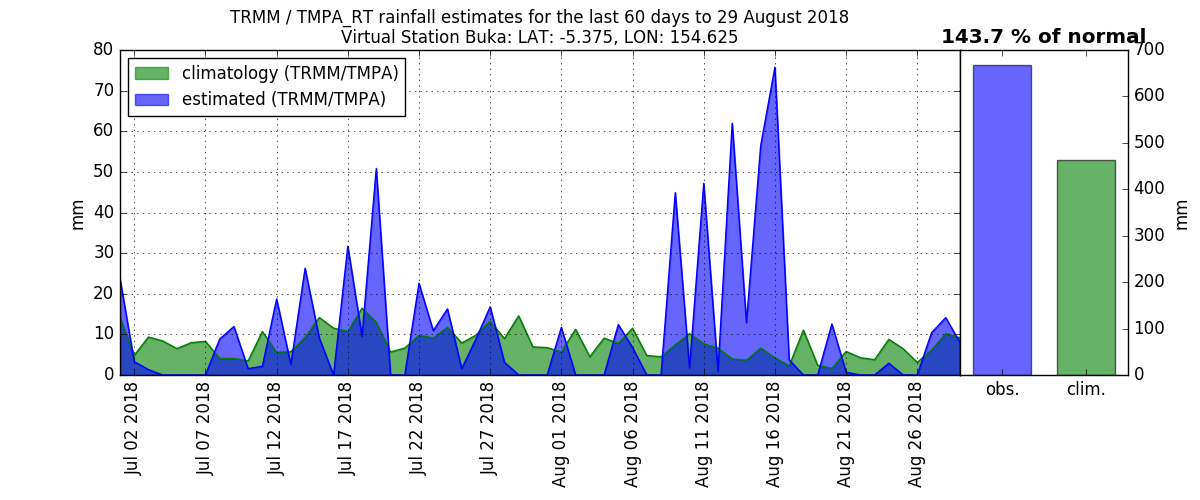 TRMM / TMPA_RT rainfall estimates for the last 60 days to 29 August 2018
Virtual Station Buka: LAT: -5.375, LON: 154.625
143.7 % of normal
climatology (TRMM/TMPA)
estimated (TRMM/TMPA)
80
70
60
50
40
30
20
10
0
mm
Jul 02 2018
Jul 07 2018
Jul 12 2018
Jul 17 2018
Jul 22 2018
Jul 27 2018
Aug 01 2018
Aug 06 2018
Aug 11 2018
Aug 16 2018
Aug 21 2018
Aug 26 2018
obs.
clim.
700
600
500
400
300
200
100
0
mm